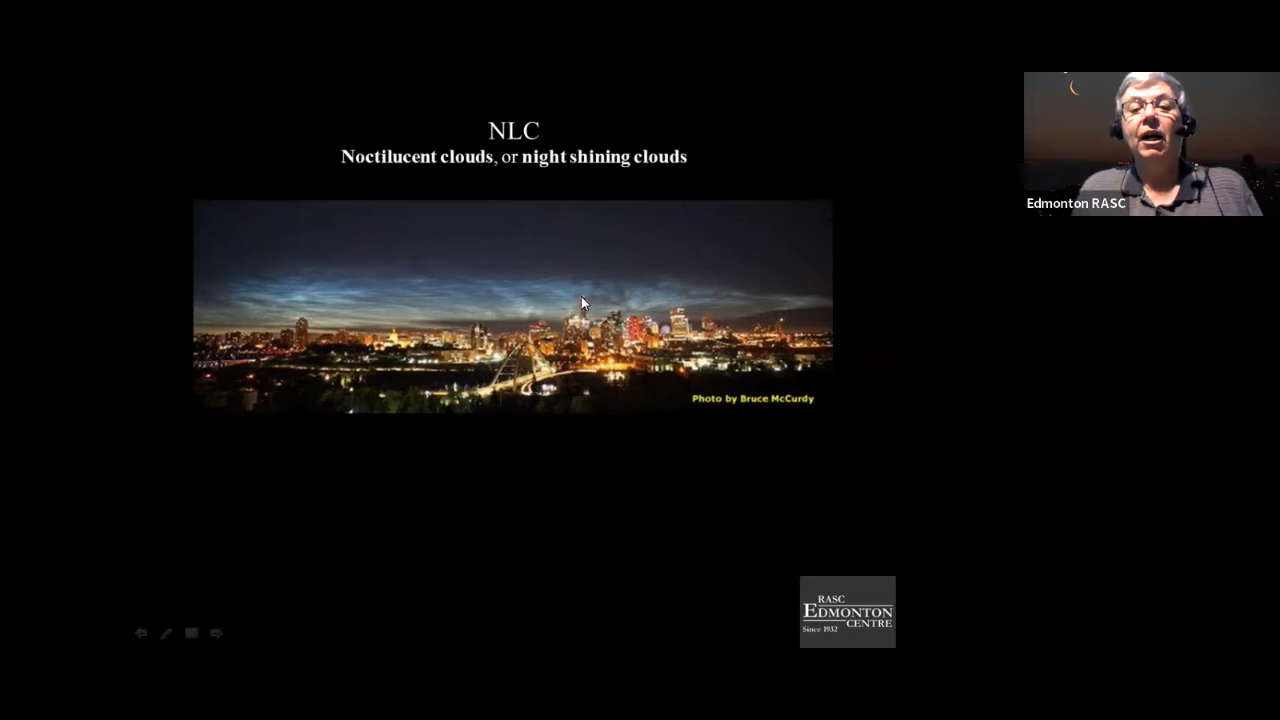 NLC
Noctilucent clouds, or night shining clouds
Edmonton RASC
Photo by Bruce McCurdy
RASC
EDMONTON
CENTRE
Since 1932